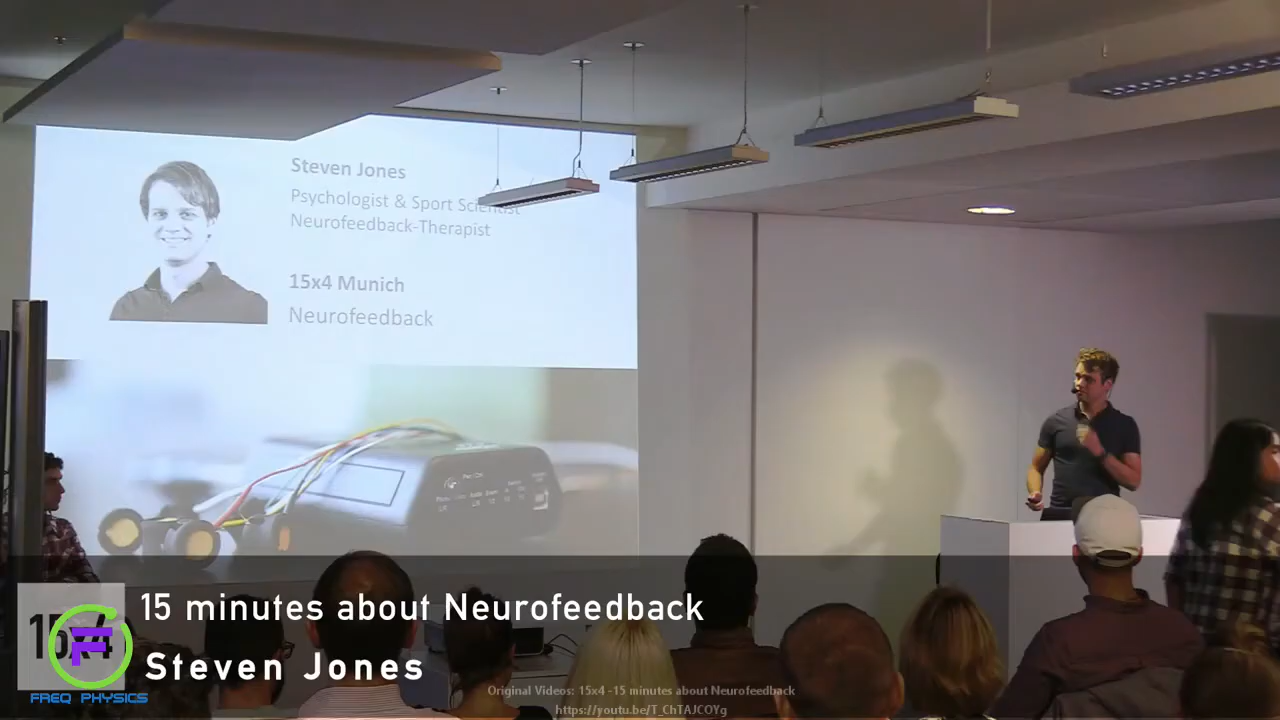 Steven Jones
Psychologist & Sport Scientist
Neurofeedback-Therapist
15x4 Munich
Neurofeedback
15 minutes about Neurofeedback
15x4
F
Steven Jones
FREQ PHYSICS
Original Videos: 15x4 -15 minutes about Neurofeedback
https://youtu.be/T_ChTAJCOYg